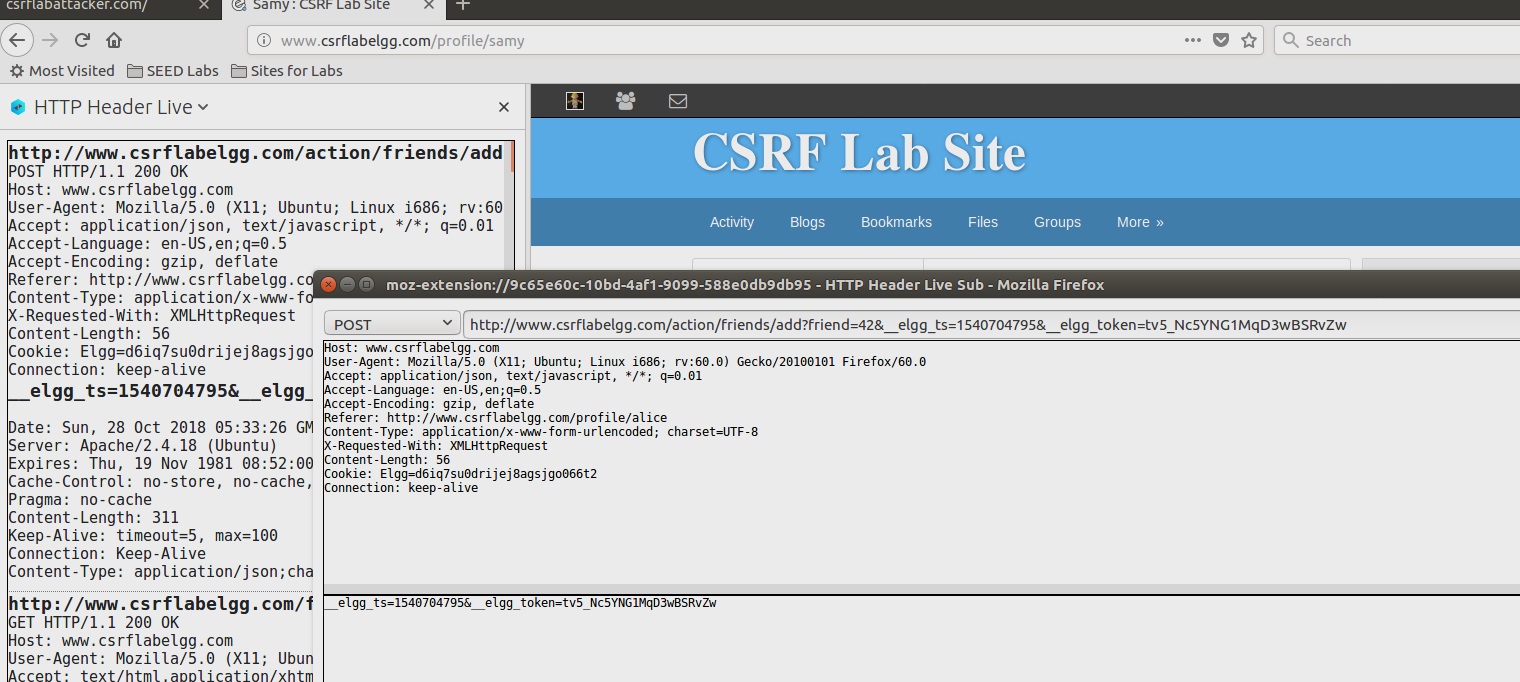 csrflabattacker.com/
Samy : CSRF Lab Site
www.csrflabelgg.com/profile/samy
Search
Most Visited
SEED Labs
Sites for Labs
HTTP Header Live
http://www.csrflabelgg.com/action/friends/add
POST HTTP/1.1 200 OK
Host: www.csrflabelgg.com
User-Agent: Mozilla/5.0 (X11; Ubuntu; Linux i686; rv:60
Accept: application/json, text/javascript, */*; q=0.01
Accept-Language: en-US,en;q=0.5
Accept-Encoding: gzip, deflate
Referer: http://www.csrflabelgg.co
Content-Type: application/x-www-fo
X-Requested-With: XMLHttpRequest
Content-Length: 56
Cookie: Elgg=d6iq7su0drijej8agsjgo
Connection: keep-alive
__elgg_ts=1540704795&__elgg_
Date: Sun, 28 Oct 2018 05:33:26 GM
Server: Apache/2.4.18 (Ubuntu)
Expires: Thu, 19 Nov 1981 08:52:00
Cache-Control: no-store, no-cache,
Pragma: no-cache
Content-Length: 311
Keep-Alive: timeout=5, max=100
Connection: Keep-Alive
Content-Type: application/json;cha
http://www.csrflabelgg.com/f
GET HTTP/1.1 200 OK
Host: www.csrflabelgg.com
User-Agent: Mozilla/5.0 (X11; Ubun
Accept: text/html,application/xhtm
CSRF Lab Site
Activity
Blogs
Bookmarks
Files
Groups
More »
moz-extension://9c65e60c-10bd-4af1-9099-588e0db9db95 - HTTP Header Live Sub - Mozilla Firefox
POST
http://www.csrflabelgg.com/action/friends/add?friend=42&__elgg_ts=1540704795&__elgg_token=tv5_Nc5YNG1MqD3wBSRvZw
Host: www.csrflabelgg.com
User-Agent: Mozilla/5.0 (X11; Ubuntu; Linux i686; rv:60.0) Gecko/20100101 Firefox/60.0
Accept: application/json, text/javascript, */*; q=0.01
Accept-Language: en-US,en;q=0.5
Accept-Encoding: gzip, deflate
Referer: http://www.csrflabelgg.com/profile/alice
Content-Type: application/x-www-form-urlencoded; charset=UTF-8
X-Requested-With: XMLHttpRequest
Content-Length: 56
Cookie: Elgg=d6iq7su0drijej8agsjgo066t2
Connection: keep-alive
__elgg_ts=1540704795&__elgg_token=tv5_Nc5YNG1MqD3wBSRvZw